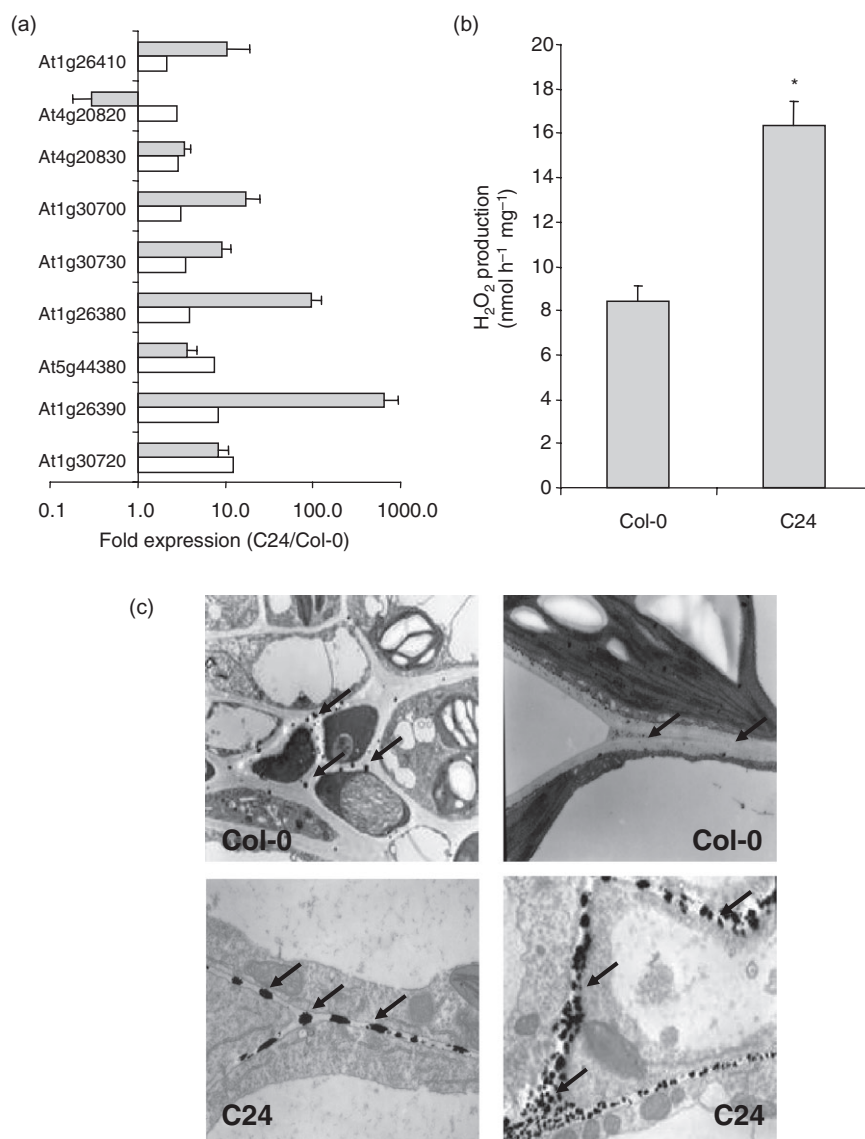 (a)
At1g26410
At4g20820
At4g20830
At1g30700
At1g30730
At1g26380
At5g44380
At1g26390
At1g30720
0.1 1.0 10.0 100.0 1000.0
Fold expression (C24/Col-0)
(b)
H₂O₂ production
(nmol h⁻¹ mg⁻¹)
20
18
16
14
12
10
8
6
4
2
0
*
Col-0 C24
(c)
Col-0 Col-0
C24 C24